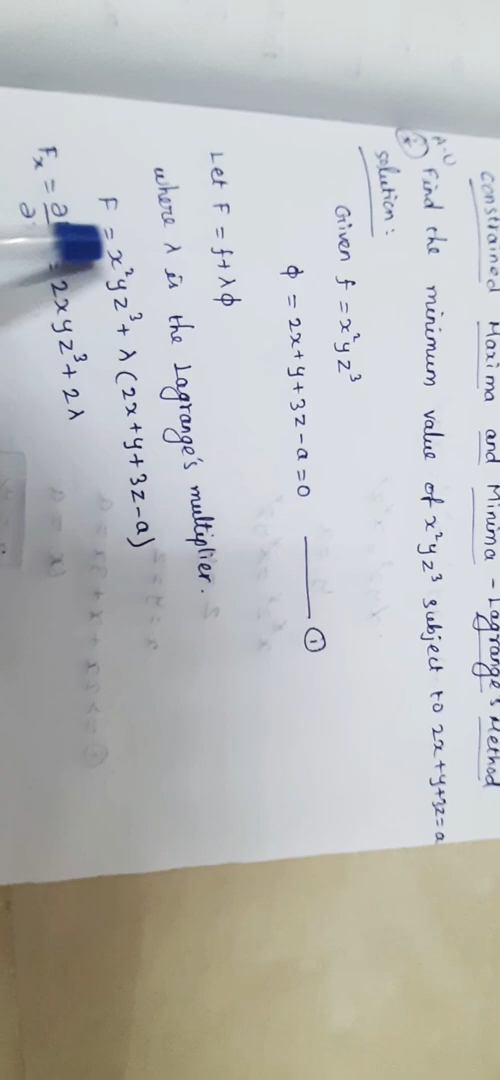 Constrained Maxima and Minima - Lagrange's Method
A.U
* Find the minimum value of x²yz³ subject to 2x+y+3z=a
Solution:
Given f = x²yz³
ϕ = 2x+y+3z-a=0 ——— ①
Let F = f+λϕ
where λ is the Lagrange's multiplier.
F = x²yz³ + λ(2x+y+3z-a)
Fx = ∂ = 2xyz³ + 2λ